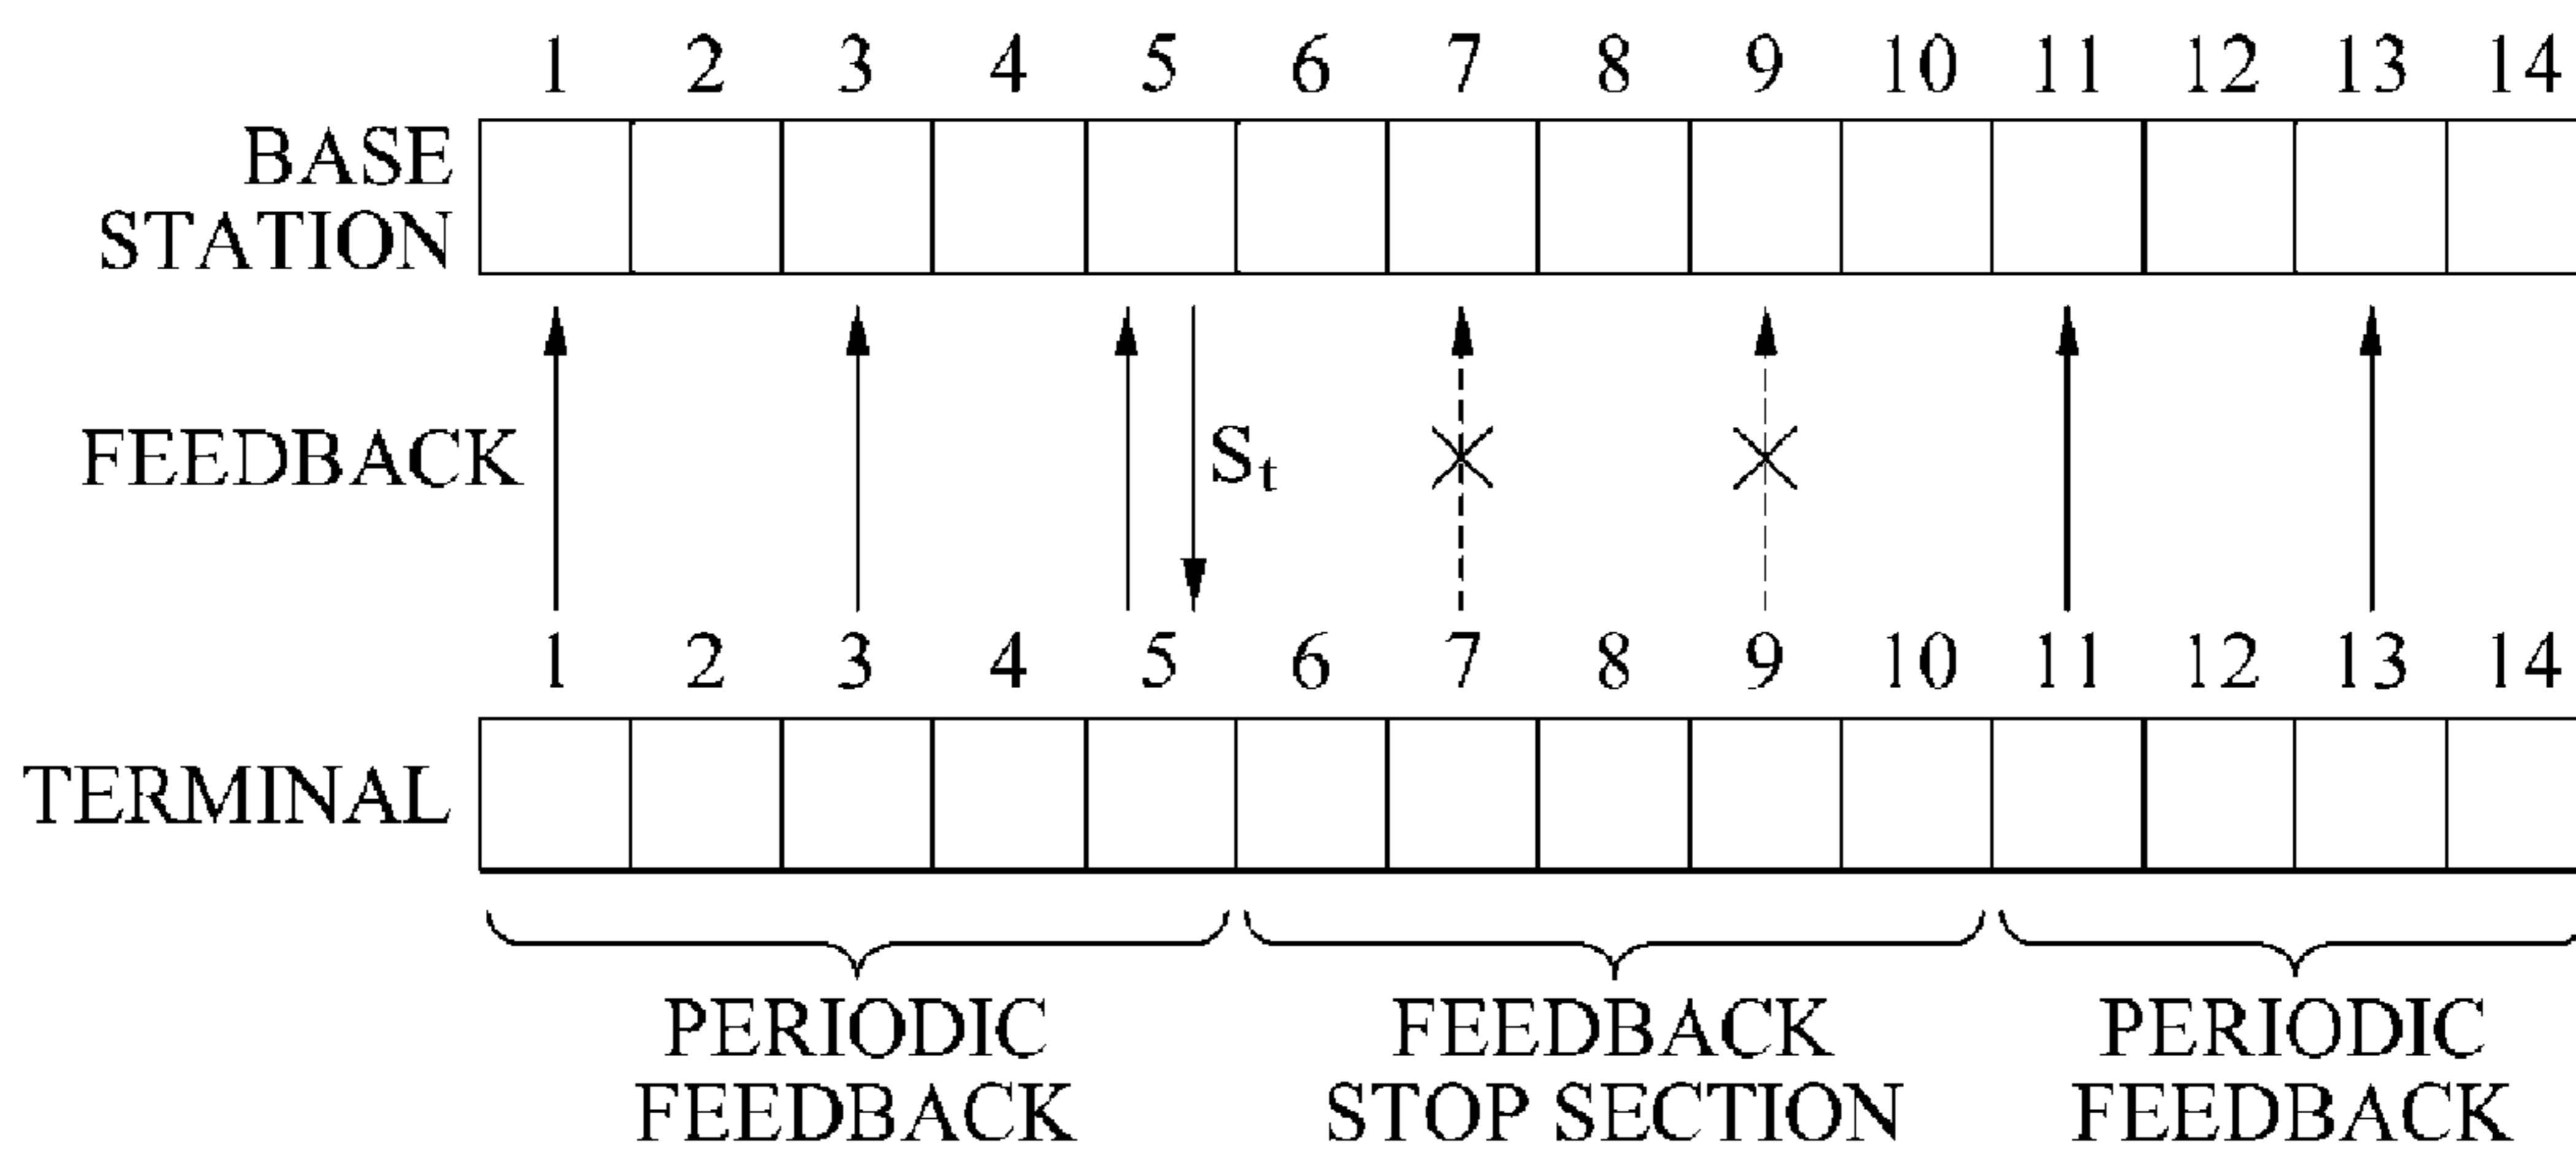 1 2 3 4 5 6 7 8 9 10 11 12 13 14
BASE
STATION
FEEDBACK
St
1 2 3 4 5 6 7 8 9 10 11 12 13 14
TERMINAL
PERIODIC
FEEDBACK
FEEDBACK
STOP SECTION
PERIODIC
FEEDBACK